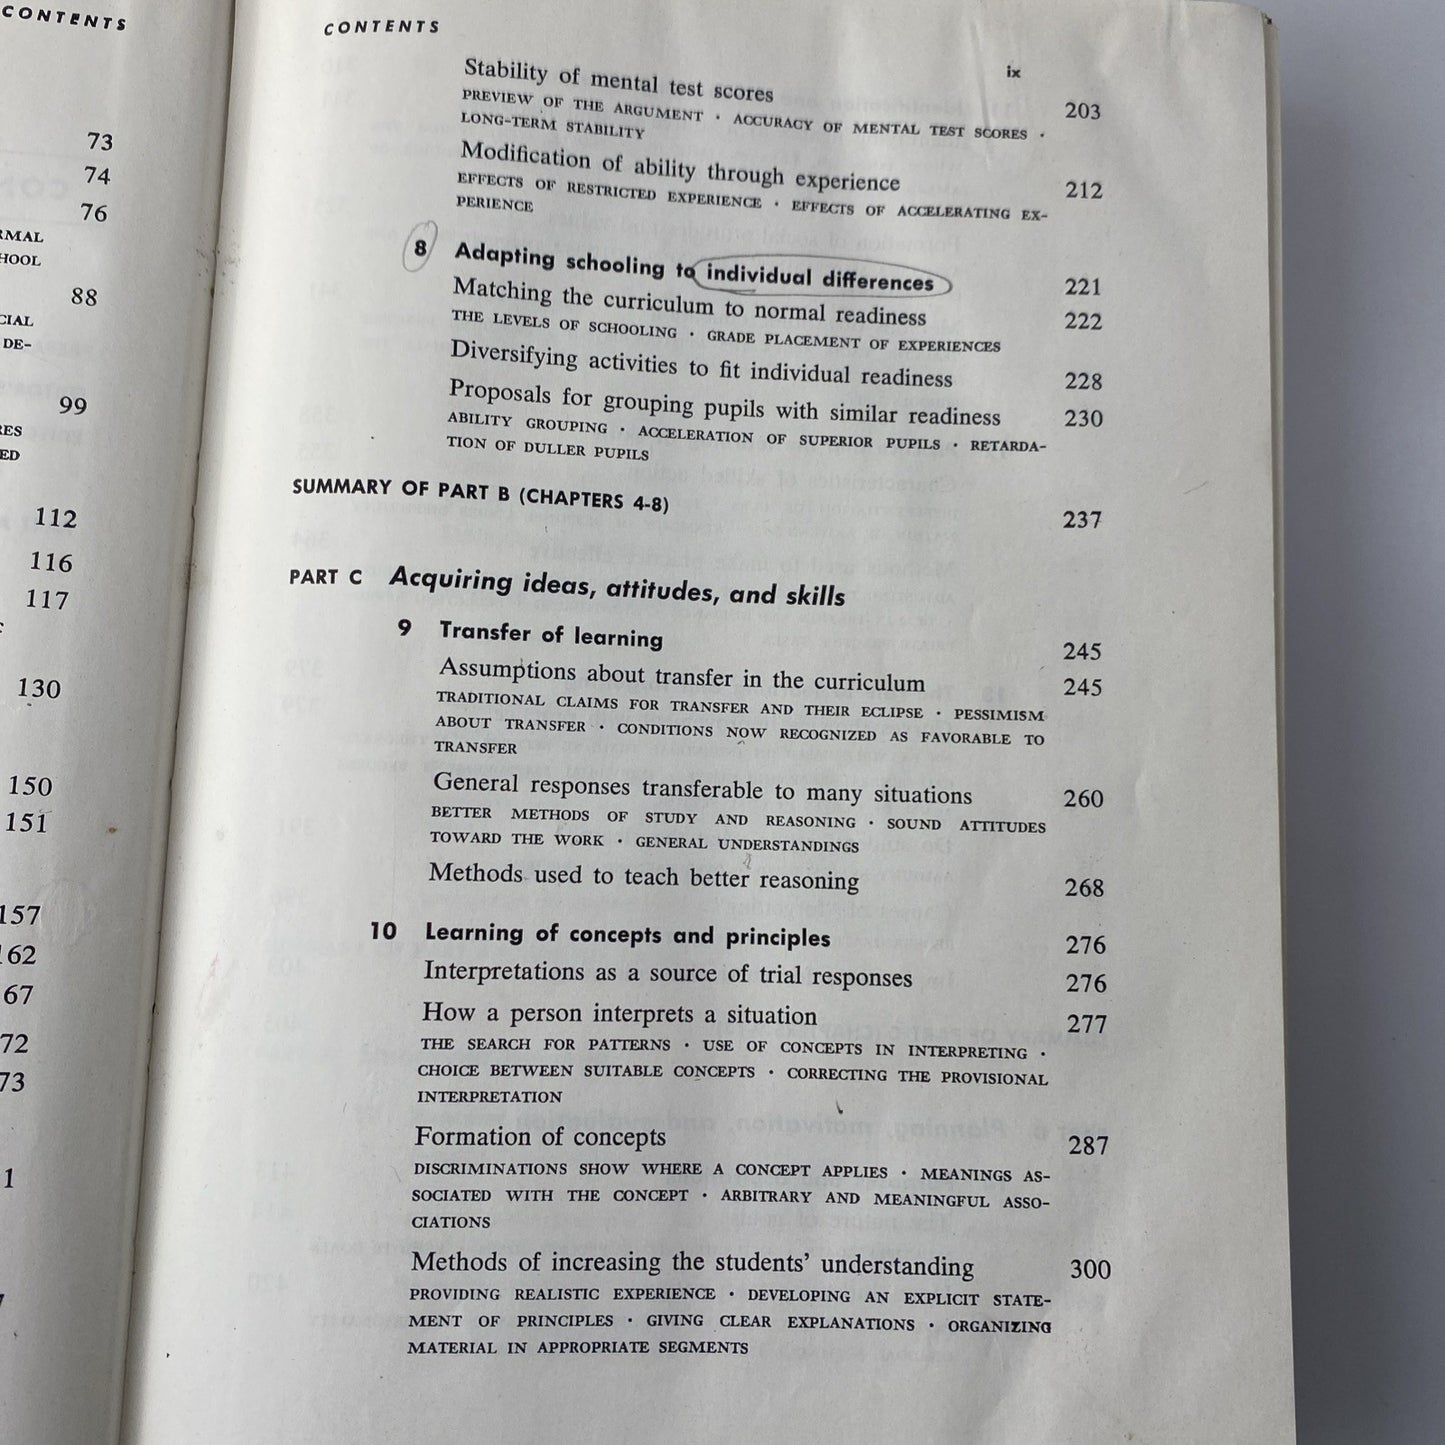 CONTENTS
73
74
76
RMAL
HOOL
88
CIAL
DE-
99
RES
ED
112
116
117
130
150
151
157
162
67
72
73
1
CONTENTS
ix
Stability of mental test scores 203
PREVIEW OF THE ARGUMENT · ACCURACY OF MENTAL TEST SCORES ·
LONG-TERM STABILITY
Modification of ability through experience 212
EFFECTS OF RESTRICTED EXPERIENCE · EFFECTS OF ACCELERATING EX-
PERIENCE
8 Adapting schooling to individual differences 221
Matching the curriculum to normal readiness 222
THE LEVELS OF SCHOOLING · GRADE PLACEMENT OF EXPERIENCES
Diversifying activities to fit individual readiness 228
Proposals for grouping pupils with similar readiness 230
ABILITY GROUPING · ACCELERATION OF SUPERIOR PUPILS · RETARDA-
TION OF DULLER PUPILS
SUMMARY OF PART B (CHAPTERS 4-8) 237
PART C Acquiring ideas, attitudes, and skills
9 Transfer of learning 245
Assumptions about transfer in the curriculum 245
TRADITIONAL CLAIMS FOR TRANSFER AND THEIR ECLIPSE · PESSIMISM
ABOUT TRANSFER · CONDITIONS NOW RECOGNIZED AS FAVORABLE TO
TRANSFER
General responses transferable to many situations 260
BETTER METHODS OF STUDY AND REASONING · SOUND ATTITUDES
TOWARD THE WORK · GENERAL UNDERSTANDINGS
Methods used to teach better reasoning 268
10 Learning of concepts and principles 276
Interpretations as a source of trial responses 276
How a person interprets a situation 277
THE SEARCH FOR PATTERNS · USE OF CONCEPTS IN INTERPRETING ·
CHOICE BETWEEN SUITABLE CONCEPTS · CORRECTING THE PROVISIONAL
INTERPRETATION
Formation of concepts 287
DISCRIMINATIONS SHOW WHERE A CONCEPT APPLIES · MEANINGS AS-
SOCIATED WITH THE CONCEPT · ARBITRARY AND MEANINGFUL ASSO-
CIATIONS
Methods of increasing the students' understanding 300
PROVIDING REALISTIC EXPERIENCE · DEVELOPING AN EXPLICIT STATE-
MENT OF PRINCIPLES · GIVING CLEAR EXPLANATIONS · ORGANIZING
MATERIAL IN APPROPRIATE SEGMENTS